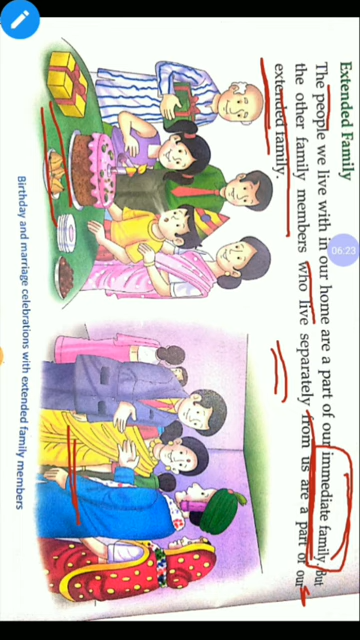 Extended Family
The people we live with in our home are a part of our immediate family. But
the other family members who live separately from us are a part of our
extended family.
06:23
Birthday and marriage celebrations with extended family members